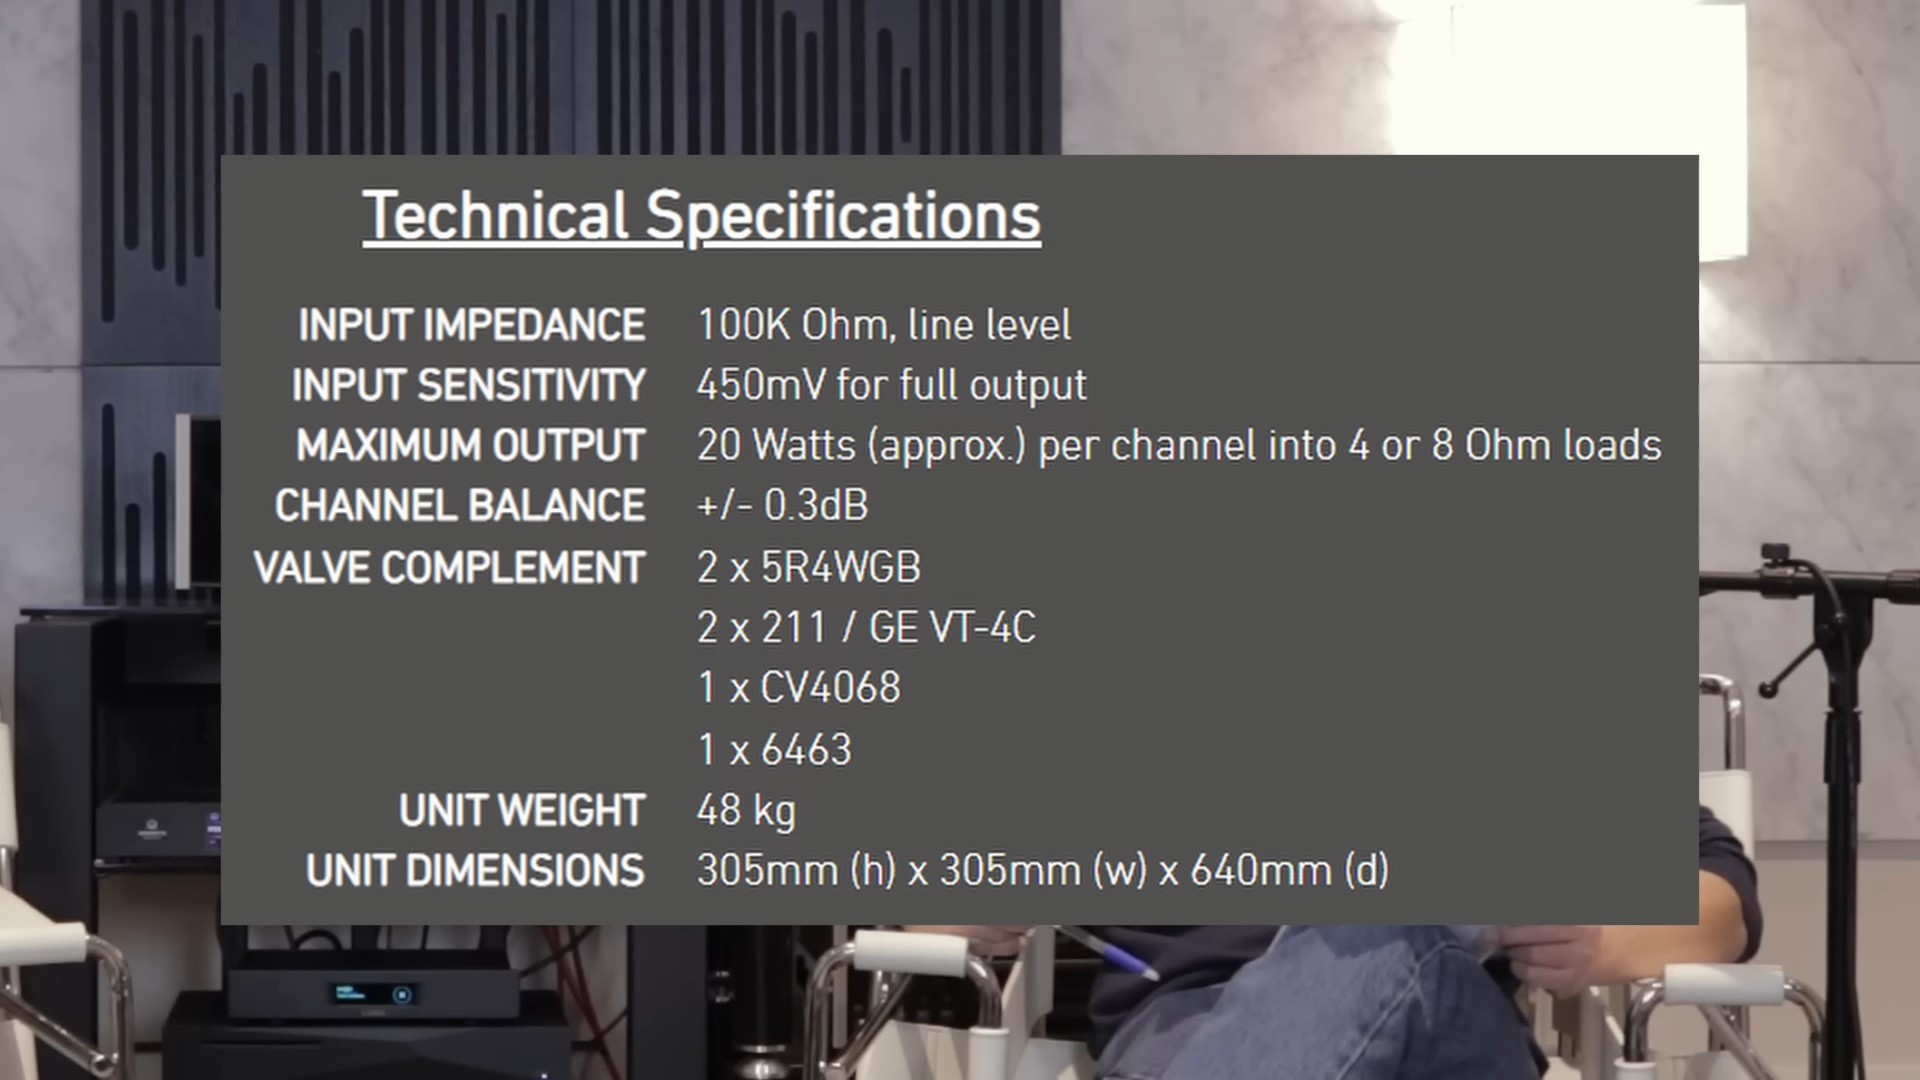 Technical Specifications
INPUT IMPEDANCE 100K Ohm, line level
INPUT SENSITIVITY 450mV for full output
MAXIMUM OUTPUT 20 Watts (approx.) per channel into 4 or 8 Ohm loads
CHANNEL BALANCE +/- 0.3dB
VALVE COMPLEMENT 2 x 5R4WGB
2 x 211 / GE VT-4C
1 x CV4068
1 x 6463
UNIT WEIGHT 48 kg
UNIT DIMENSIONS 305mm (h) x 305mm (w) x 640mm (d)